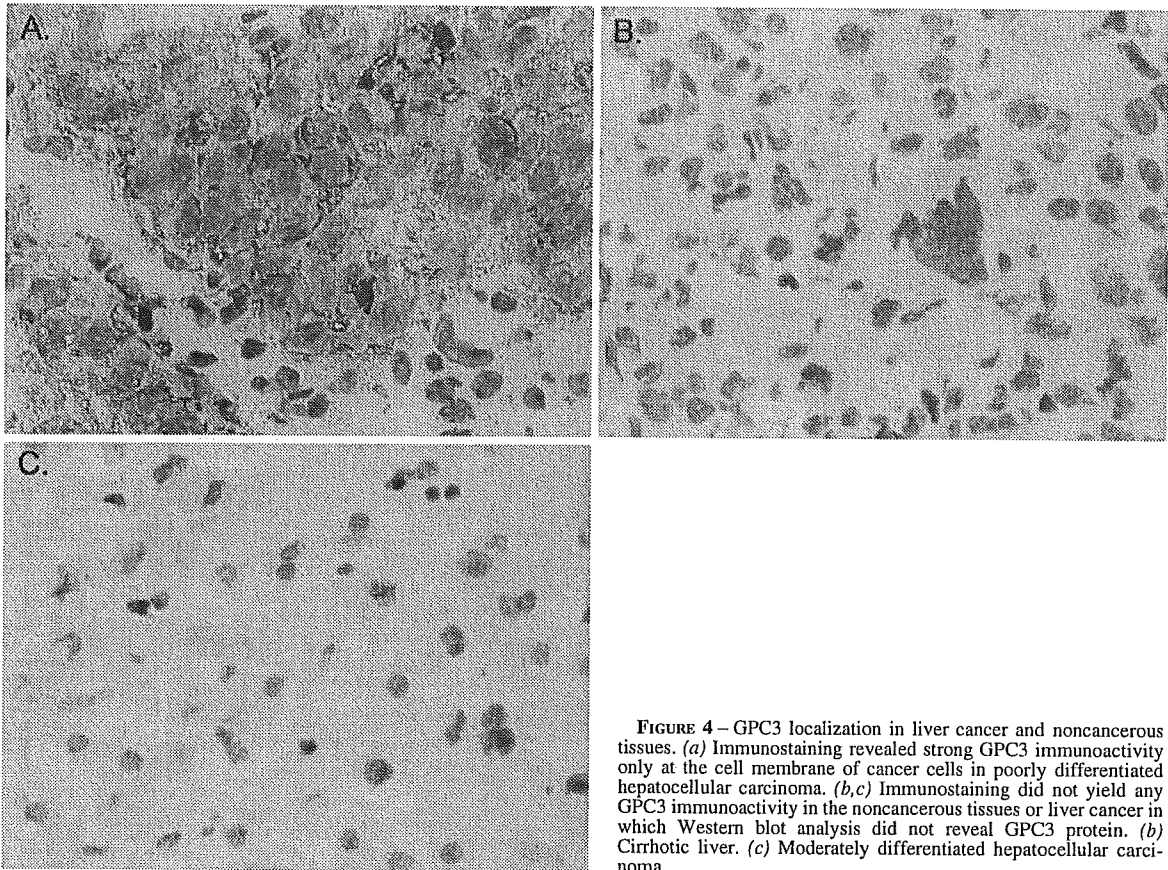 A.
B.
C.
FIGURE 4 – GPC3 localization in liver cancer and noncancerous
tissues. (a) Immunostaining revealed strong GPC3 immunoactivity
only at the cell membrane of cancer cells in poorly differentiated
hepatocellular carcinoma. (b,c) Immunostaining did not yield any
GPC3 immunoactivity in the noncancerous tissues or liver cancer in
which Western blot analysis did not reveal GPC3 protein. (b)
Cirrhotic liver. (c) Moderately differentiated hepatocellular carci-
noma.